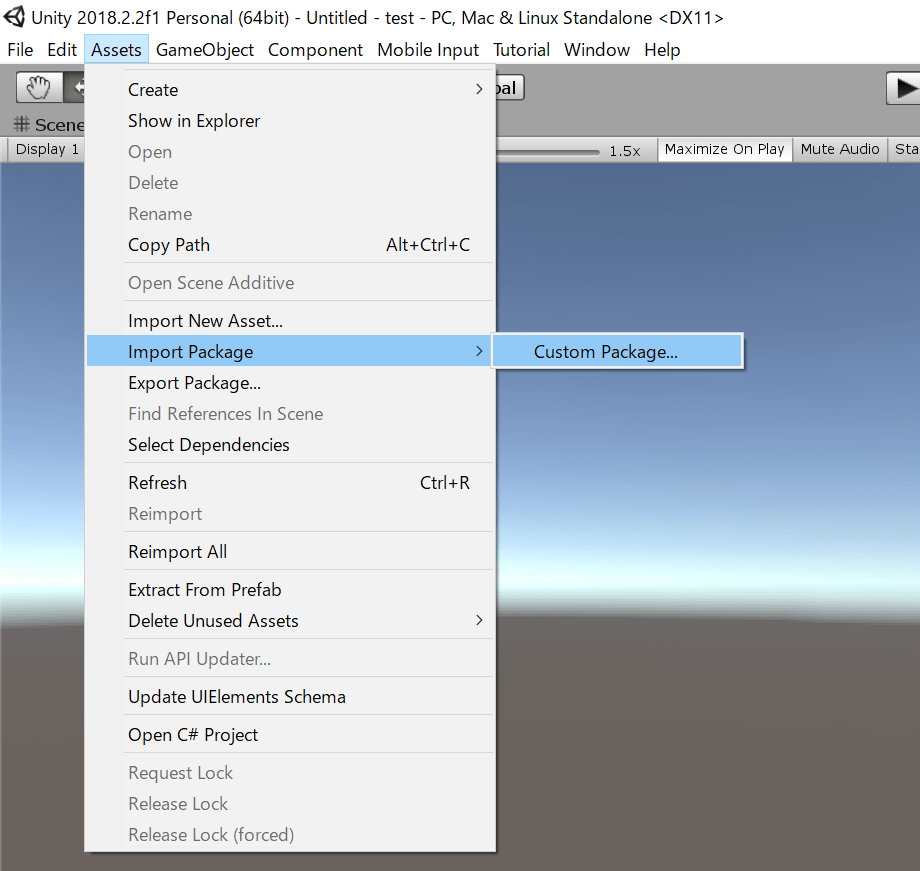 Unity 2018.2.2f1 Personal (64bit) - Untitled - test - PC, Mac & Linux Standalone <DX11>
File Edit Assets GameObject Component Mobile Input Tutorial Window Help
Scene
Display 1 1.5x Maximize On Play Mute Audio
Create
Show in Explorer
Open
Delete
Rename
Copy Path Alt+Ctrl+C
Open Scene Additive
Import New Asset...
Import Package Custom Package...
Export Package...
Find References In Scene
Select Dependencies
Refresh Ctrl+R
Reimport
Reimport All
Extract From Prefab
Delete Unused Assets
Run API Updater...
Update UIElements Schema
Open C# Project
Request Lock
Release Lock
Release Lock (forced)